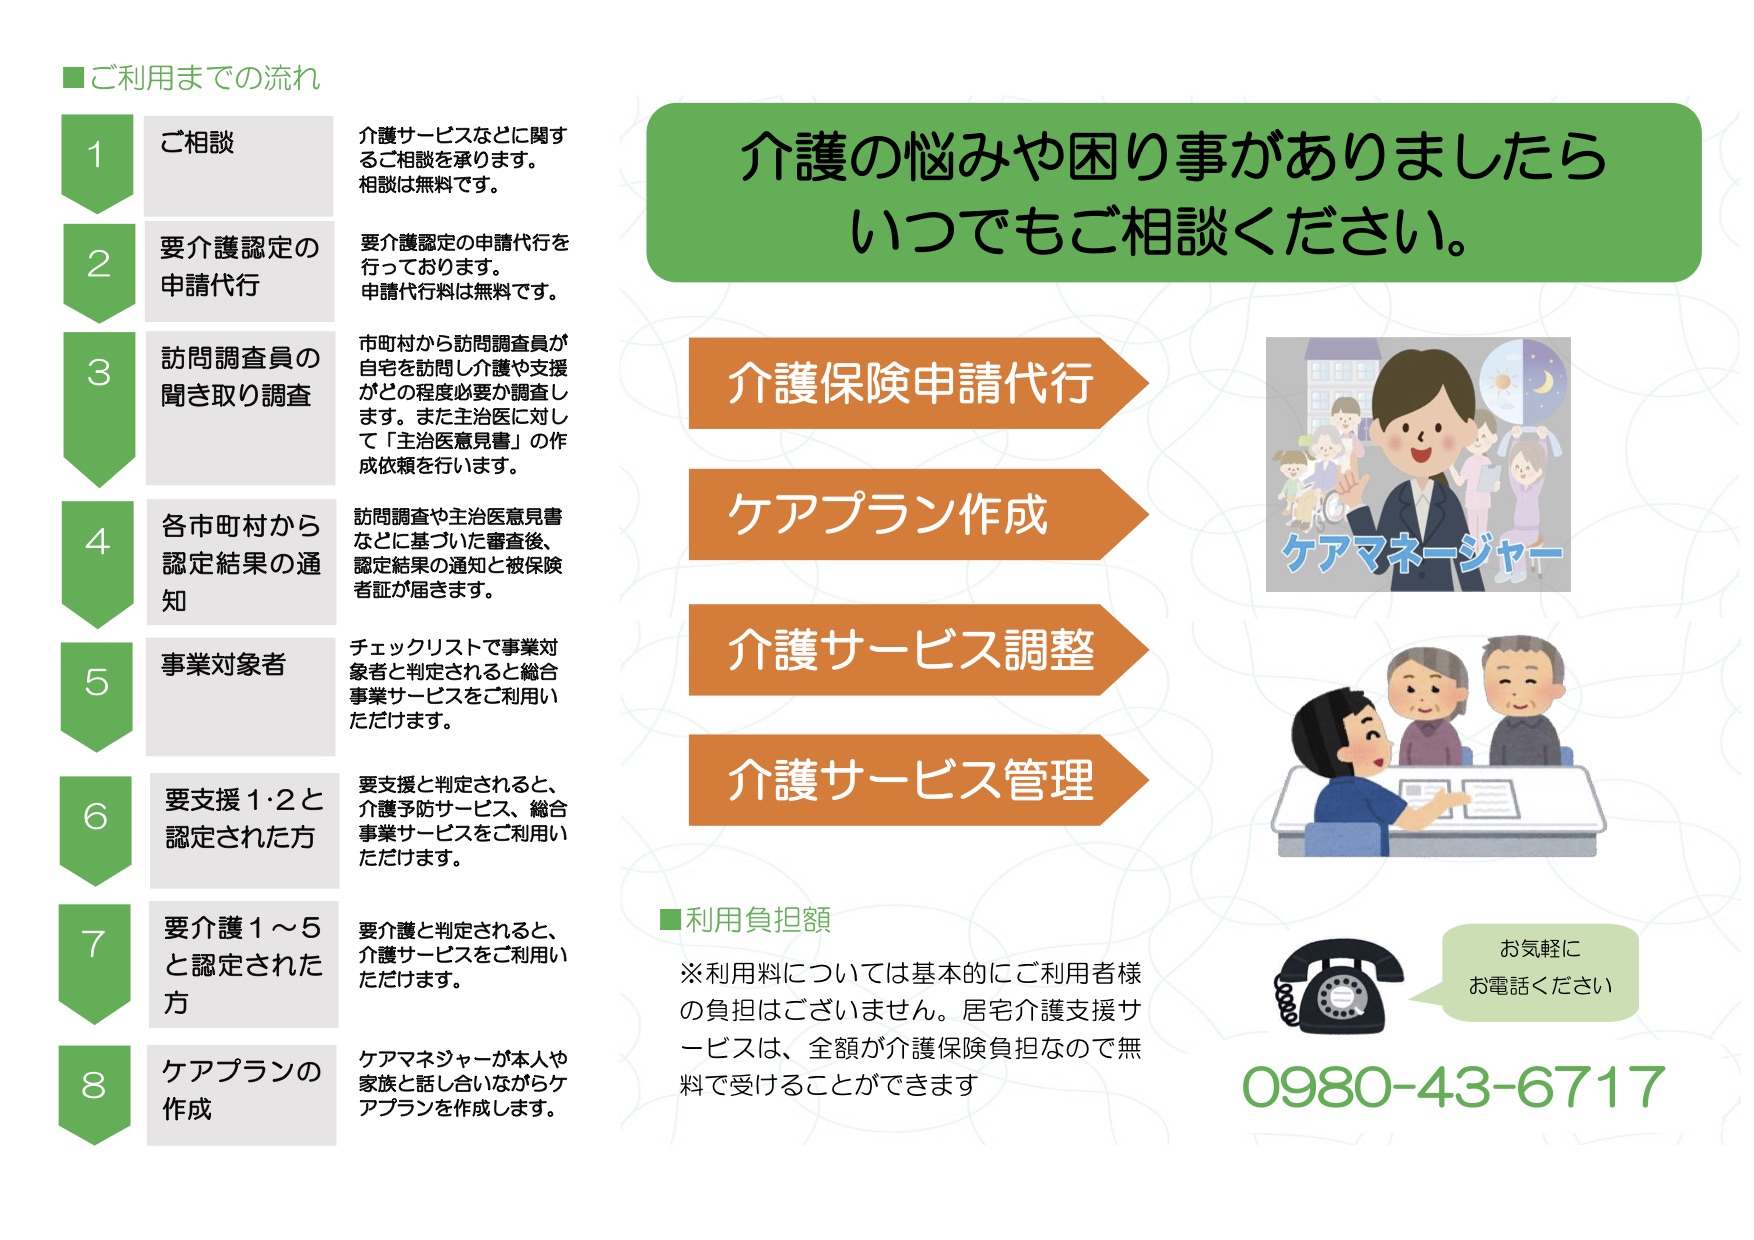 ■ご利用までの流れ
1
ご相談
介護サービスなどに関す
るご相談を承ります。
相談は無料です。
2
要介護認定の
申請代行
要介護認定の申請代行を
行っております。
申請代行料は無料です。
3
訪問調査員の
聞き取り調査
市町村から訪問調査員が
自宅を訪問し介護や支援
がどの程度必要か調査し
ます。また主治医に対し
て「主治医意見書」の作
成依頼を行います。
4
各市町村から
認定結果の通
知
訪問調査や主治医意見書
などに基づいた審査後、
認定結果の通知と被保険
者証が届きます。
5
事業対象者
チェックリストで事業対
象者と判定されると総合
事業サービスをご利用い
ただけます。
6
要支援1・2と
認定された方
要支援と判定されると、
介護予防サービス、総合
事業サービスをご利用い
ただけます。
7
要介護1～5
と認定された
方
要介護と判定されると、
介護サービスをご利用い
ただけます。
8
ケアプランの
作成
ケアマネジャーが本人や
家族と話し合いながらケ
アプランを作成します。
介護の悩みや困り事がありましたら
いつでもご相談ください。
介護保険申請代行
ケアプラン作成
介護サービス調整
介護サービス管理
ケアマネージャー
■利用負担額
※利用料については基本的にご利用者様
の負担はございません。居宅介護支援サ
ービスは、全額が介護保険負担なので無
料で受けることができます
お気軽に
お電話ください
0980-43-6717